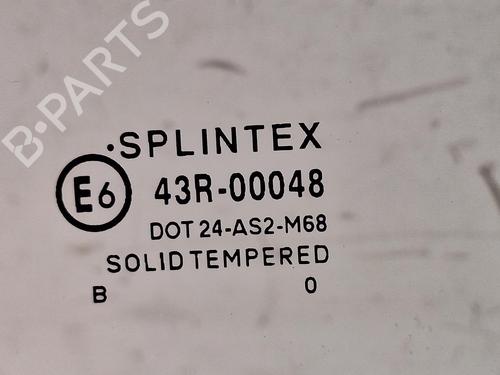 B-PARTS
·SPLINTEX
E6 43R-00048
DOT 24-AS2-M68
SOLID TEMPERED
B 0